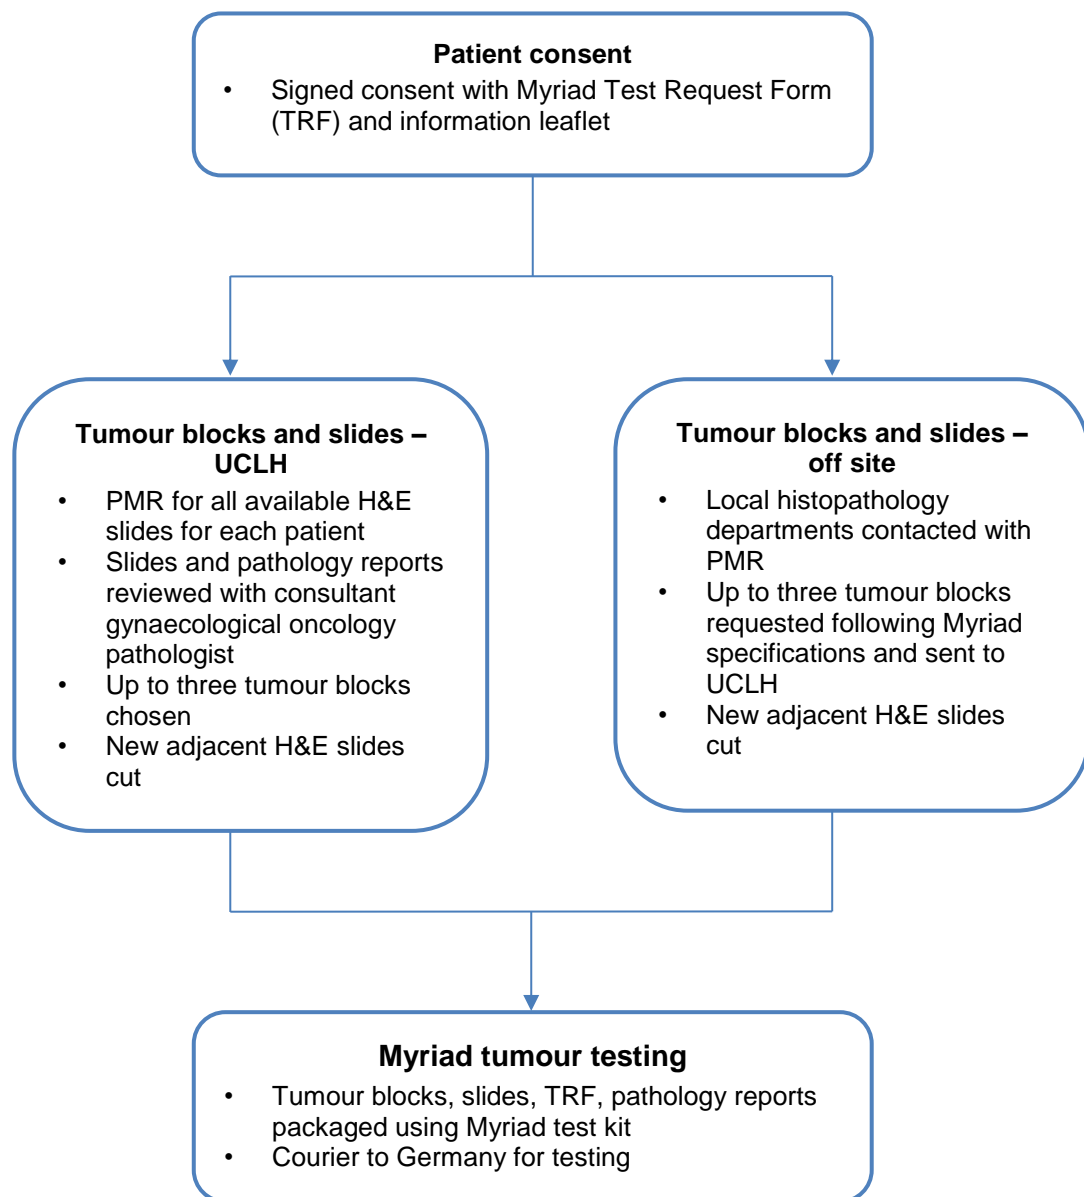 Patient consent
• Signed consent with Myriad Test Request Form
(TRF) and information leaflet
Tumour blocks and slides –
UCLH
• PMR for all available H&E
slides for each patient
• Slides and pathology reports
reviewed with consultant
gynaecological oncology
pathologist
• Up to three tumour blocks
chosen
• New adjacent H&E slides
cut
Tumour blocks and slides –
off site
• Local histopathology
departments contacted with
PMR
• Up to three tumour blocks
requested following Myriad
specifications and sent to
UCLH
• New adjacent H&E slides
cut
Myriad tumour testing
• Tumour blocks, slides, TRF, pathology reports
packaged using Myriad test kit
• Courier to Germany for testing